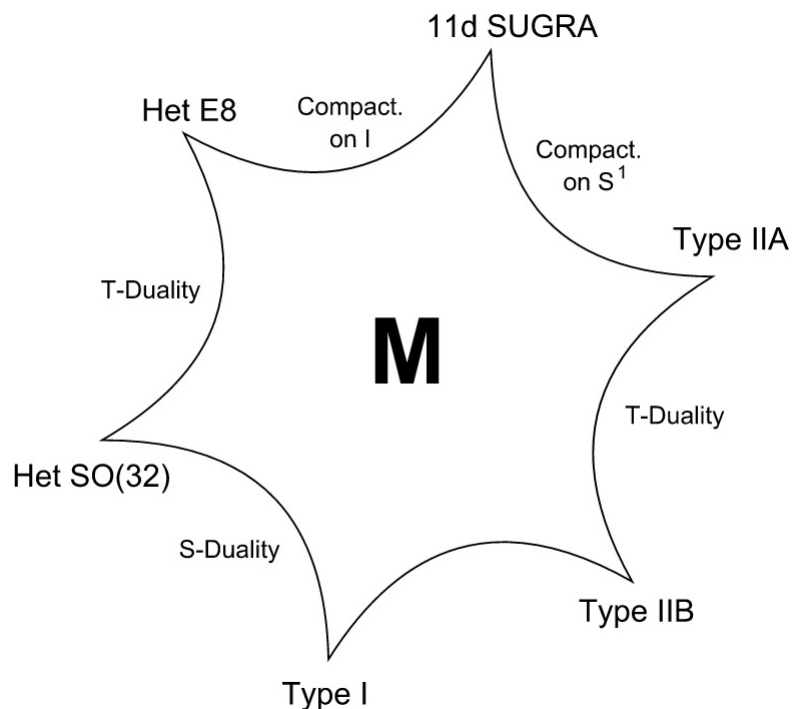 11d SUGRA
Het E8
Compact.
on I
Compact.
on S¹
Type IIA
T-Duality
M
T-Duality
Het SO(32)
S-Duality
Type IIB
Type I